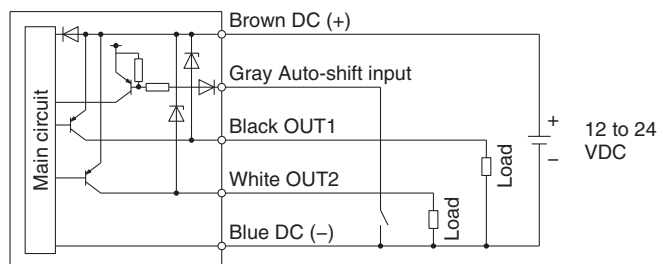 Brown DC (+)
Gray Auto-shift input
Black OUT1
White OUT2
Blue DC (−)
Main circuit
Load
Load
+
−
12 to 24
VDC